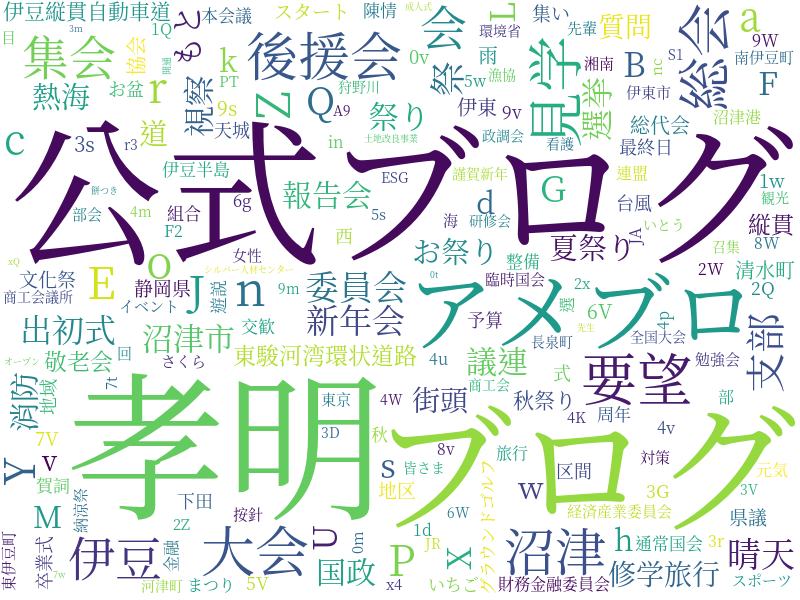 伊豆縦貫自動車道
本会議
スタート
陳情
成人式
集い
先輩
質問
a
目
3m
1Q
もと
L
環境省
9W
集会
協会
後援会
会
祭
0v
雨
B
総会
南伊豆町
k
PT
狩野川
5w
漁協
湘南
S1
nc
F
熱海
お盆
r
視察
Z
Q
A9
祭り
伊東
9v
見学
選挙
伊東市
沼津港
c
3s
道
9s
天城
in
土地改良事業
政調会
看護
総代会
最終日
r3
公式ブログ
伊豆半島
餅つき
報告会
ESG
謹賀新年
G
連盟
1w
観光
部会
4m
組合
6g
5s
d
海
研修会
台風
JA
いとう
縦貫
F2
女性
西
お祭り
夏祭り
召集
8W
xQ
文化祭
O
シルバー人材センター
0t
整備
臨時国会
2W
清水町
商工会議所
E
静岡県
J
遊説
n
9m
委員会
アメブロ
2x
選
6V
4p
2Q
イベント
出初式
沼津市
交歓
新年会
予算
先生
全国大会
オープン
敬老会
回
さくら
東駿河湾環状道路
4u
議連
長泉町
勉強会
支部
7t
商工会
式
要望
消防
地域
孝明
ブログ
東京
4W
街頭
秋祭り
部
周年
7V
3D
秋
4K
4v
Y
v
8v
旅行
対策
賀詞
s
皆さま
区間
元気
納涼祭
下田
地区
グラウンドゴルフ
w
3G
3V
M
2Z
按針
6W
経済産業委員会
県議
東伊豆町
卒業式
伊豆
金融
大会
U
0m
1d
JR
P
X
沼津
h
通常国会
3r
晴天
7w
河津町
まつり
5V
国政
x4
いちご
財務金融委員会
修学旅行
スポーツ